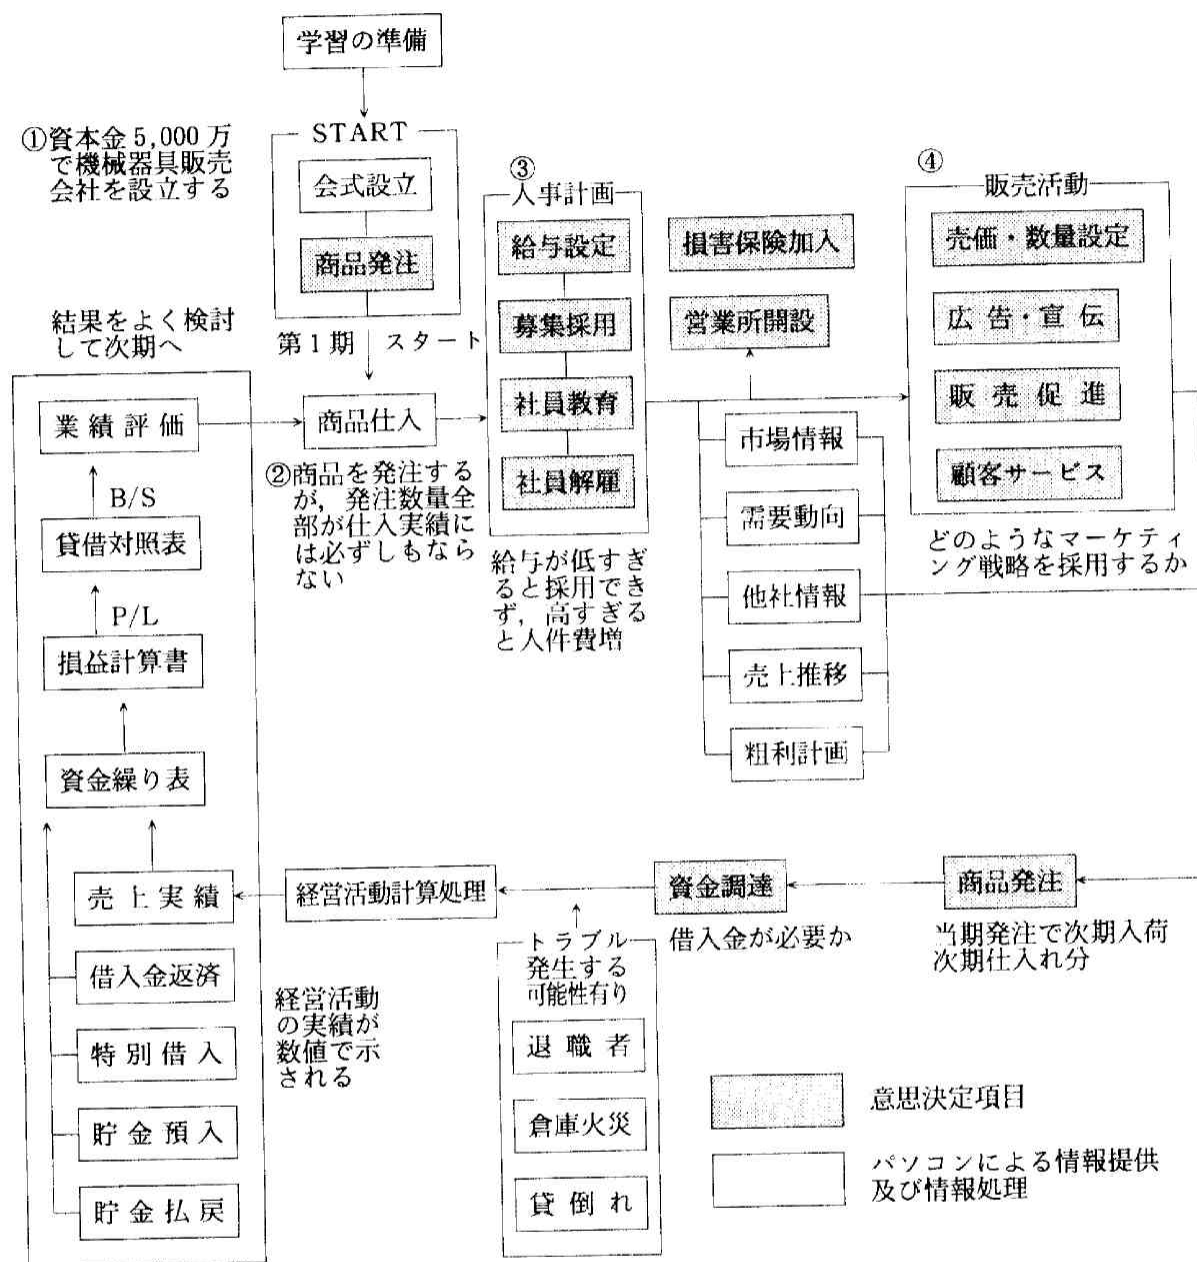 学習の準備
①資本金5,000万
で機械器具販売
会社を設立する
START
会式設立
商品発注
第1期 スタート
結果をよく検討
して次期へ
業績評価
B/S
貸借対照表
P/L
損益計算書
資金繰り表
商品仕入
②商品を発注する
が,発注数量全
部が仕入実績に
は必ずしもなら
ない
③
人事計画
給与設定
募集採用
社員教育
社員解雇
給与が低すぎ
ると採用でき
ず,高すぎる
と人件費増
損害保険加入
営業所開設
市場情報
需要動向
他社情報
売上推移
粗利計画
④
販売活動
売価・数量設定
広告・宣伝
販売促進
顧客サービス
どのようなマーケティ
ング戦略を採用するか
商品発注
当期発注で次期入荷
次期仕入れ分
資金調達
借入金が必要か
経営活動計算処理
トラブル
発生する
可能性有り
退職者
倉庫火災
貸倒れ
経営活動
の実績が
数値で示
される
売上実績
借入金返済
特別借入
貯金預入
貯金払戻
意思決定項目
パソコンによる情報提供
及び情報処理